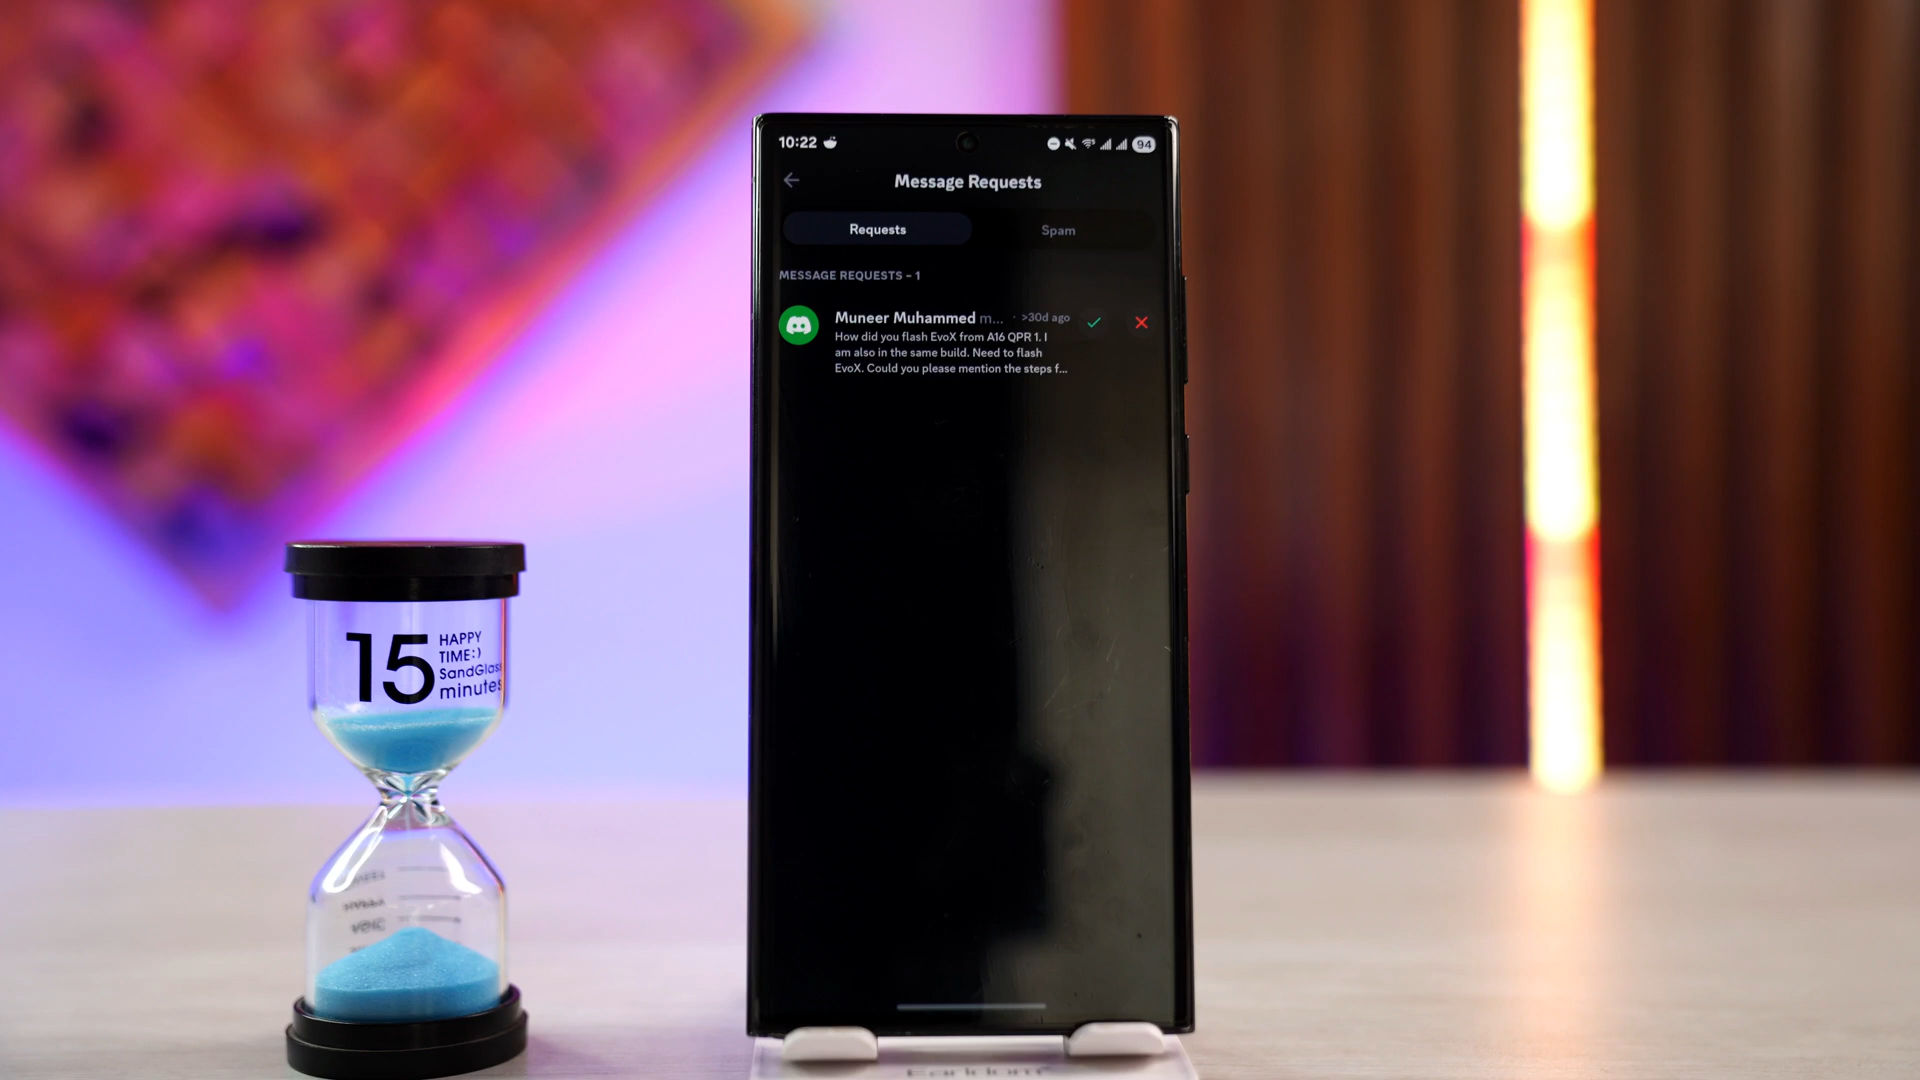 10:22
94
Message Requests
Requests
Spam
MESSAGE REQUESTS - 1
Muneer Muhammed m... · >30d ago
How did you flash EvoX from A16 QPR 1. I
am also in the same build. Need to flash
EvoX. Could you please mention the steps f...
15
HAPPY
TIME:)
SandGlass
minutes